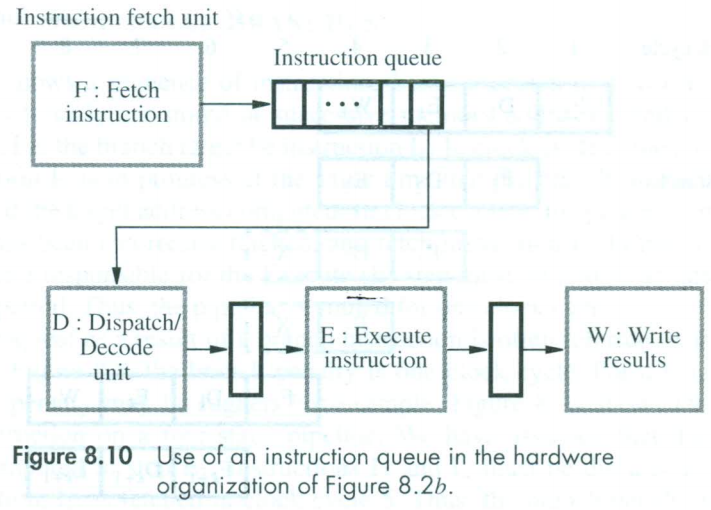 Instruction fetch unit
Instruction queue
F : Fetch
instruction
...
D : Dispatch/
Decode
unit
E : Execute
instruction
W : Write
results
Figure 8.10 Use of an instruction queue in the hardware
organization of Figure 8.2b.